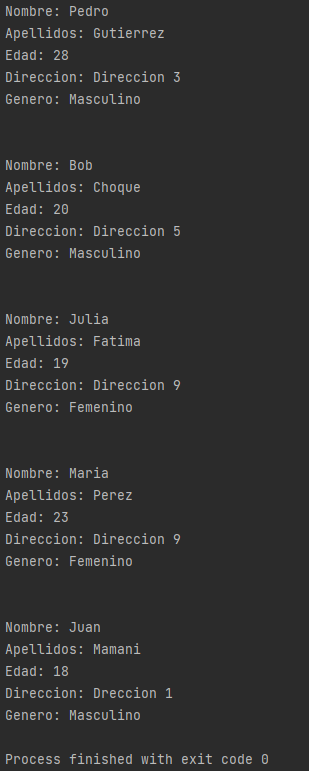 Nombre: Pedro
Apellidos: Gutierrez
Edad: 28
Direccion: Direccion 3
Genero: Masculino
Nombre: Bob
Apellidos: Choque
Edad: 20
Direccion: Direccion 5
Genero: Masculino
Nombre: Julia
Apellidos: Fatima
Edad: 19
Direccion: Direccion 9
Genero: Femenino
Nombre: Maria
Apellidos: Perez
Edad: 23
Direccion: Direccion 9
Genero: Femenino
Nombre: Juan
Apellidos: Mamani
Edad: 18
Direccion: Dreccion 1
Genero: Masculino
Process finished with exit code 0